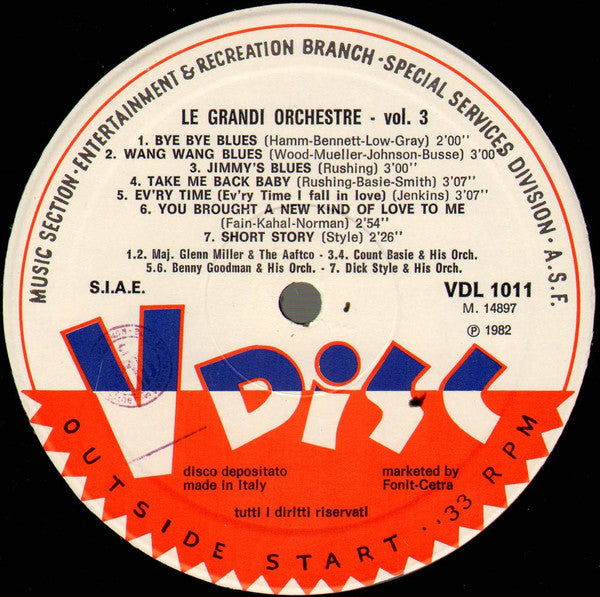 MUSIC SECTION·ENTERTAINMENT & RECREATION BRANCH·SPECIAL SERVICES DIVISION·A.S.F.
LE GRANDI ORCHESTRE - vol. 3
1. BYE BYE BLUES (Hamm-Bennett-Low-Gray) 2'00"
2. WANG WANG BLUES (Wood-Mueller-Johnson-Busse) 3'00"
3. JIMMY'S BLUES (Rushing)
4. TAKE ME BACK BABY (Rushing-Basie-Smith) 3'07"
5. EV'RY TIME (Ev'ry Time I fall in love) (Jenkins) 3'07"
6. YOU BROUGHT A NEW KIND OF LOVE TO ME
(Fain-Kahal-Norman) 2'54"
7. SHORT STORY (Style) 2'26"
1.2. Maj. Glenn Miller & The Aaftco - 3.4. Count Basie & His Orch.
5.6. Benny Goodman & His Orch. - 7. Dick Style & His Orch.
S.I.A.E.
VDL 1011
M. 14897
℗ 1982
V DISC
disco depositato
made in Italy
marketed by
Fonit-Cetra
tutti i diritti riservati
OUTSIDE START..33 RPM